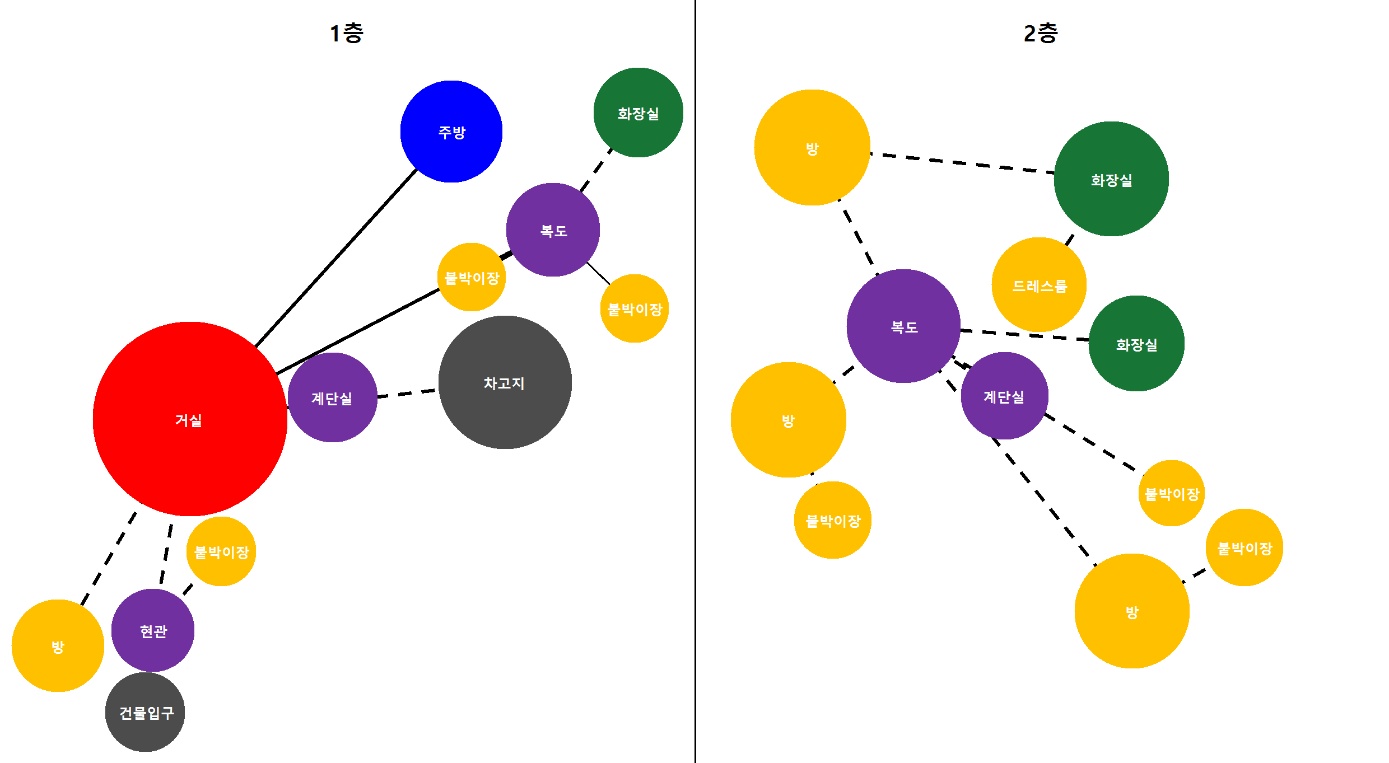 1층
주방
화장실
복도
붙박이장
붙박이장
차고지
계단실
거실
붙박이장
현관
방
건물입구
2층
방
화장실
드레스룸
복도
화장실
계단실
방
붙박이장
붙박이장
붙박이장
방